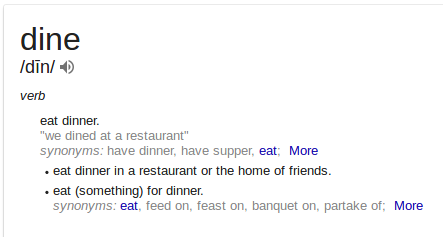 dine
/dīn/
verb
eat dinner.
"we dined at a restaurant"
synonyms: have dinner, have supper, eat; More
• eat dinner in a restaurant or the home of friends.
• eat (something) for dinner.
synonyms: eat, feed on, feast on, banquet on, partake of; More